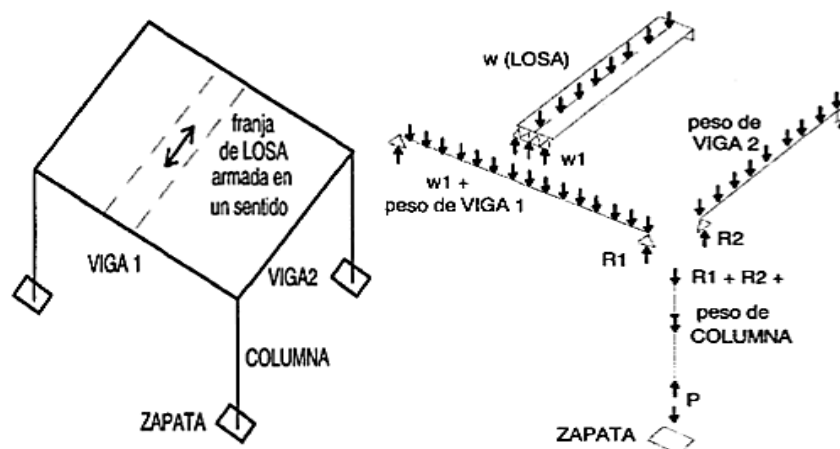 franja
de LOSA
armada en
un sentido
VIGA 1
VIGA2
COLUMNA
ZAPATA
w (LOSA)
w1
w1 +
peso de VIGA 1
peso de
VIGA 2
R1
R2
R1 + R2 +
peso de
COLUMNA
P
ZAPATA